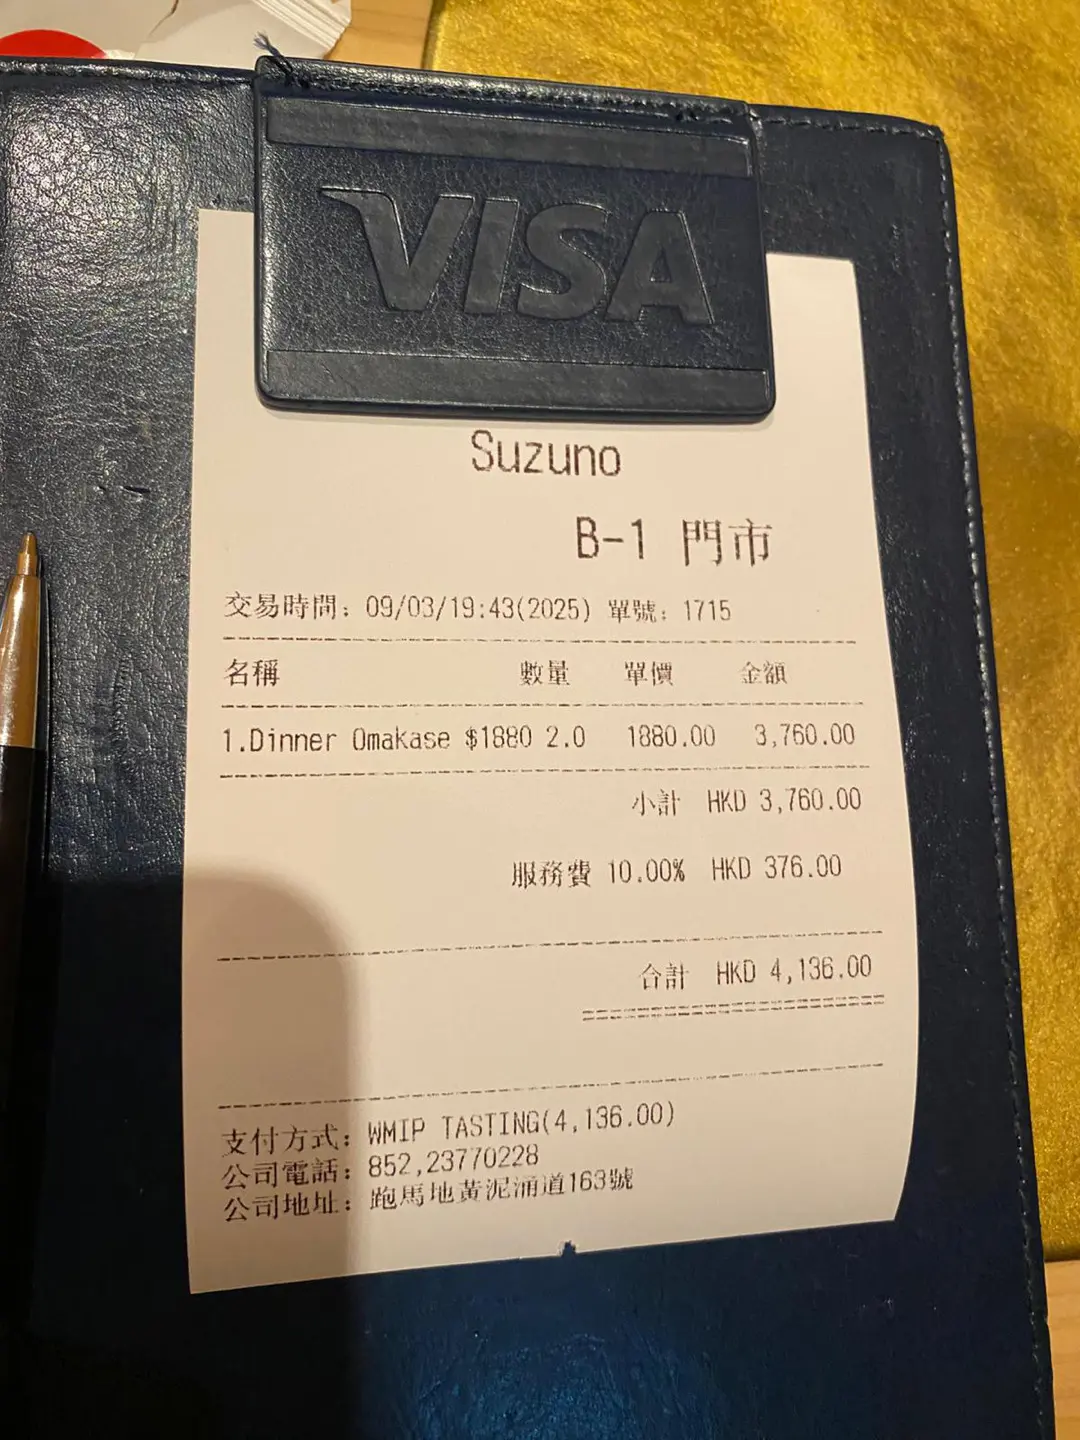 VISA
Suzuno
B-1 門市
交易時間: 09/03/19:43(2025) 單號: 1715
名稱 數量 單價 金額
1.Dinner Omakase $1880 2.0 1880.00 3,760.00
小計 HKD 3,760.00
服務費 10.00% HKD 376.00
合計 HKD 4,136.00
支付方式: WMIP TASTING(4,136.00)
公司電話: 852,23770228
公司地址: 跑馬地黃泥涌道163號